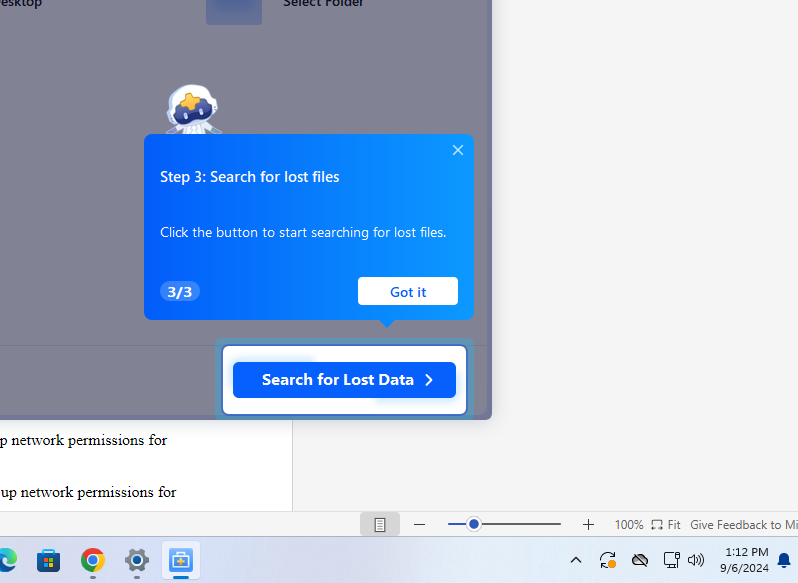 Desktop
Select Folder
Step 3: Search for lost files
Click the button to start searching for lost files.
3/3
Got it
Search for Lost Data
p network permissions for
up network permissions for
100%
Fit
Give Feedback to Mi
1:12 PM
9/6/2024